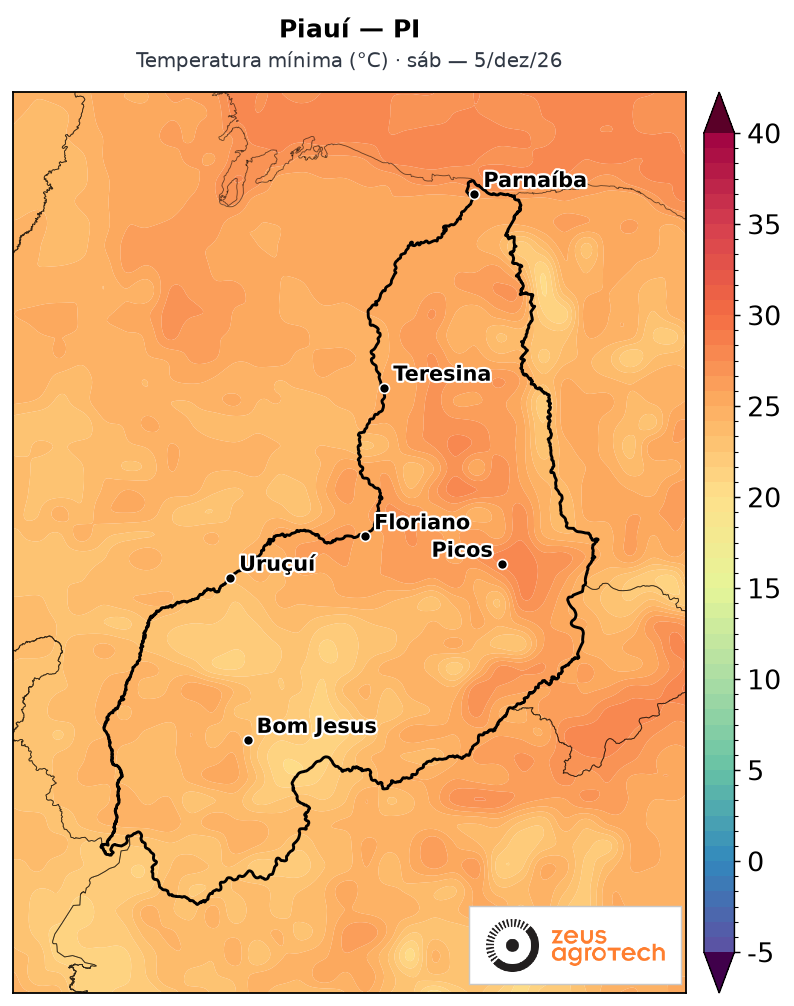 Piauí — PI
Temperatura mínima (°C) · sáb — 5/dez/26
Parnaíba
Teresina
Floriano
Picos
Uruçuí
Bom Jesus
40
35
30
25
20
15
10
5
0
-5
zeus
agrotech